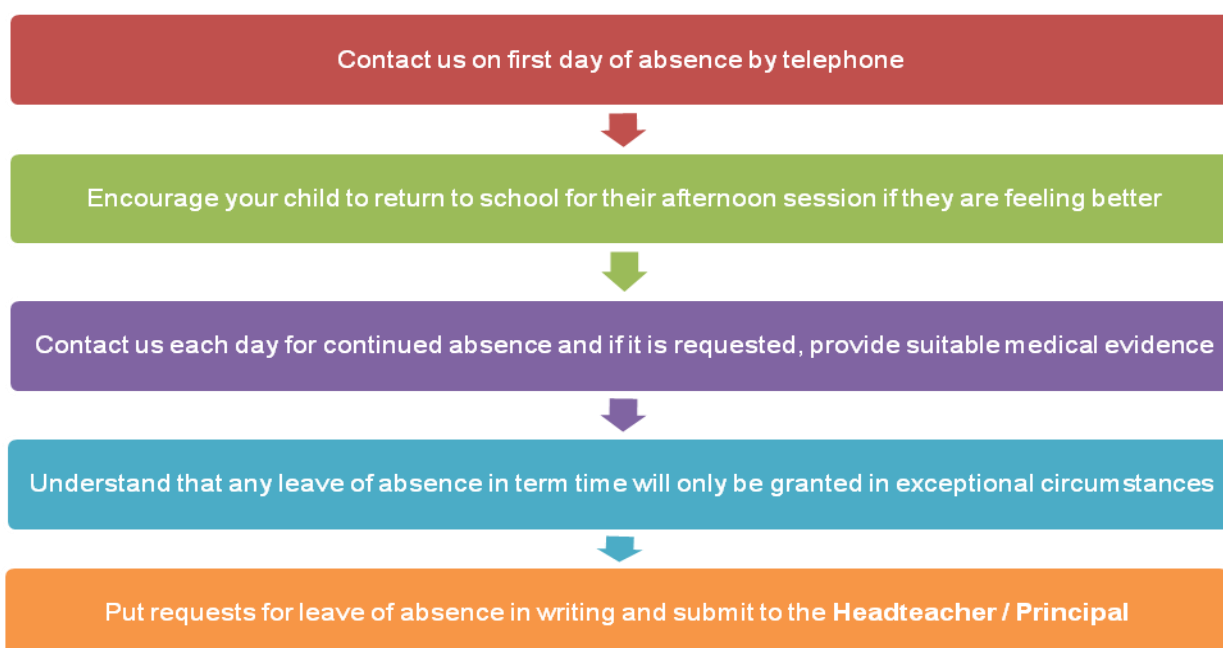 Contact us on first day of absence by telephone
Encourage your child to return to school for their afternoon session if they are feeling better
Contact us each day for continued absence and if it is requested, provide suitable medical evidence
Understand that any leave of absence in term time will only be granted in exceptional circumstances
Put requests for leave of absence in writing and submit to the Headteacher / Principal